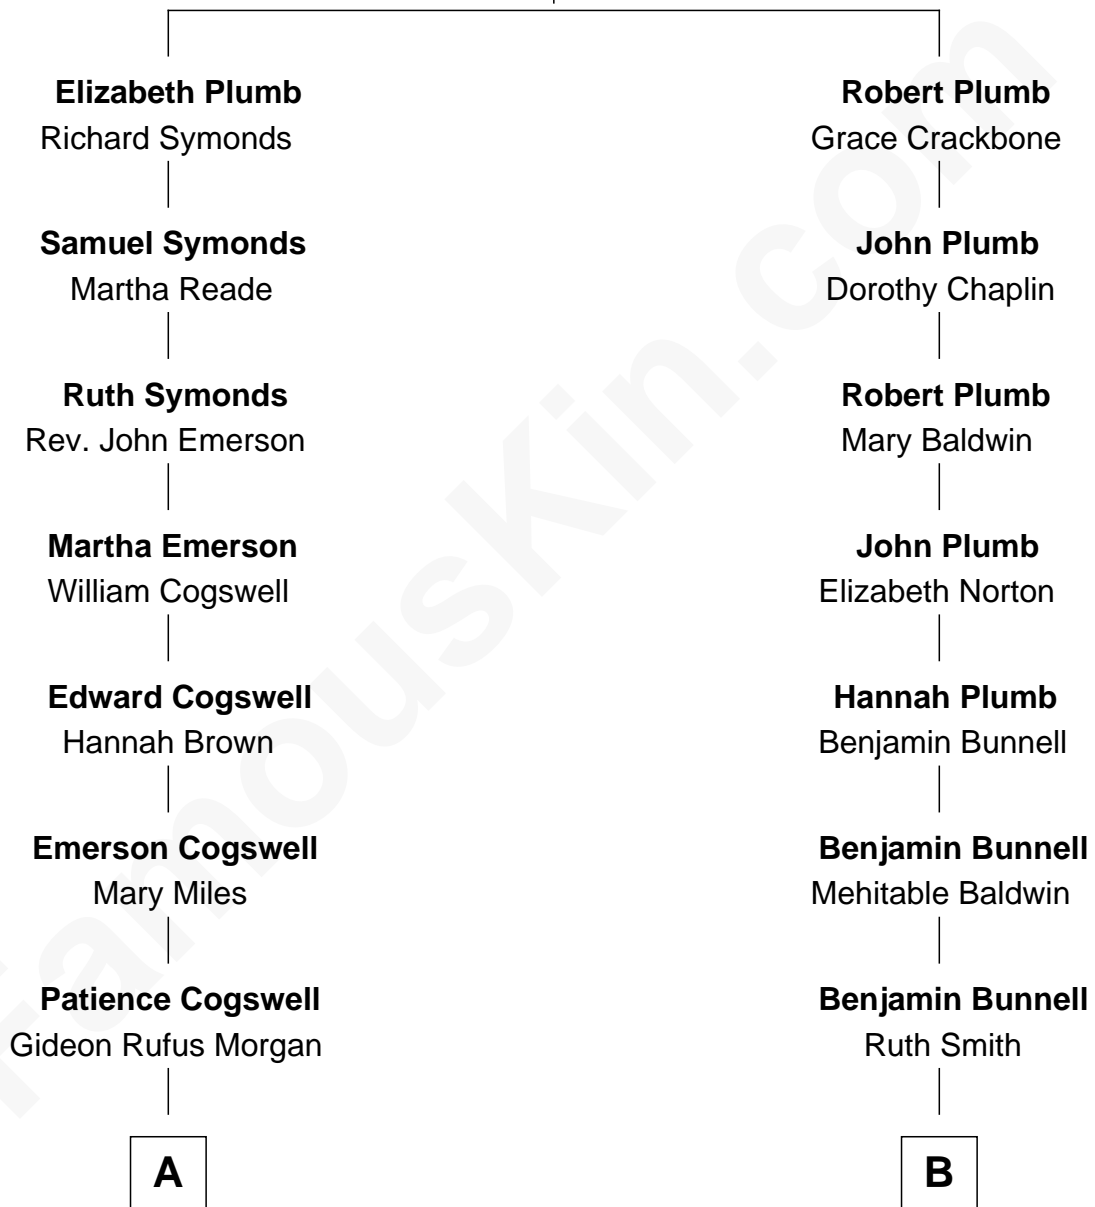 Elizabeth Plumb
Richard Symonds
Samuel Symonds
Martha Reade
Ruth Symonds
Rev. John Emerson
Martha Emerson
William Cogswell
Edward Cogswell
Hannah Brown
Emerson Cogswell
Mary Miles
Patience Cogswell
Gideon Rufus Morgan
A
Robert Plumb
Grace Crackbone
John Plumb
Dorothy Chaplin
Robert Plumb
Mary Baldwin
John Plumb
Elizabeth Norton
Hannah Plumb
Benjamin Bunnell
Benjamin Bunnell
Mehitable Baldwin
Benjamin Bunnell
Ruth Smith
B
FamousKin.com